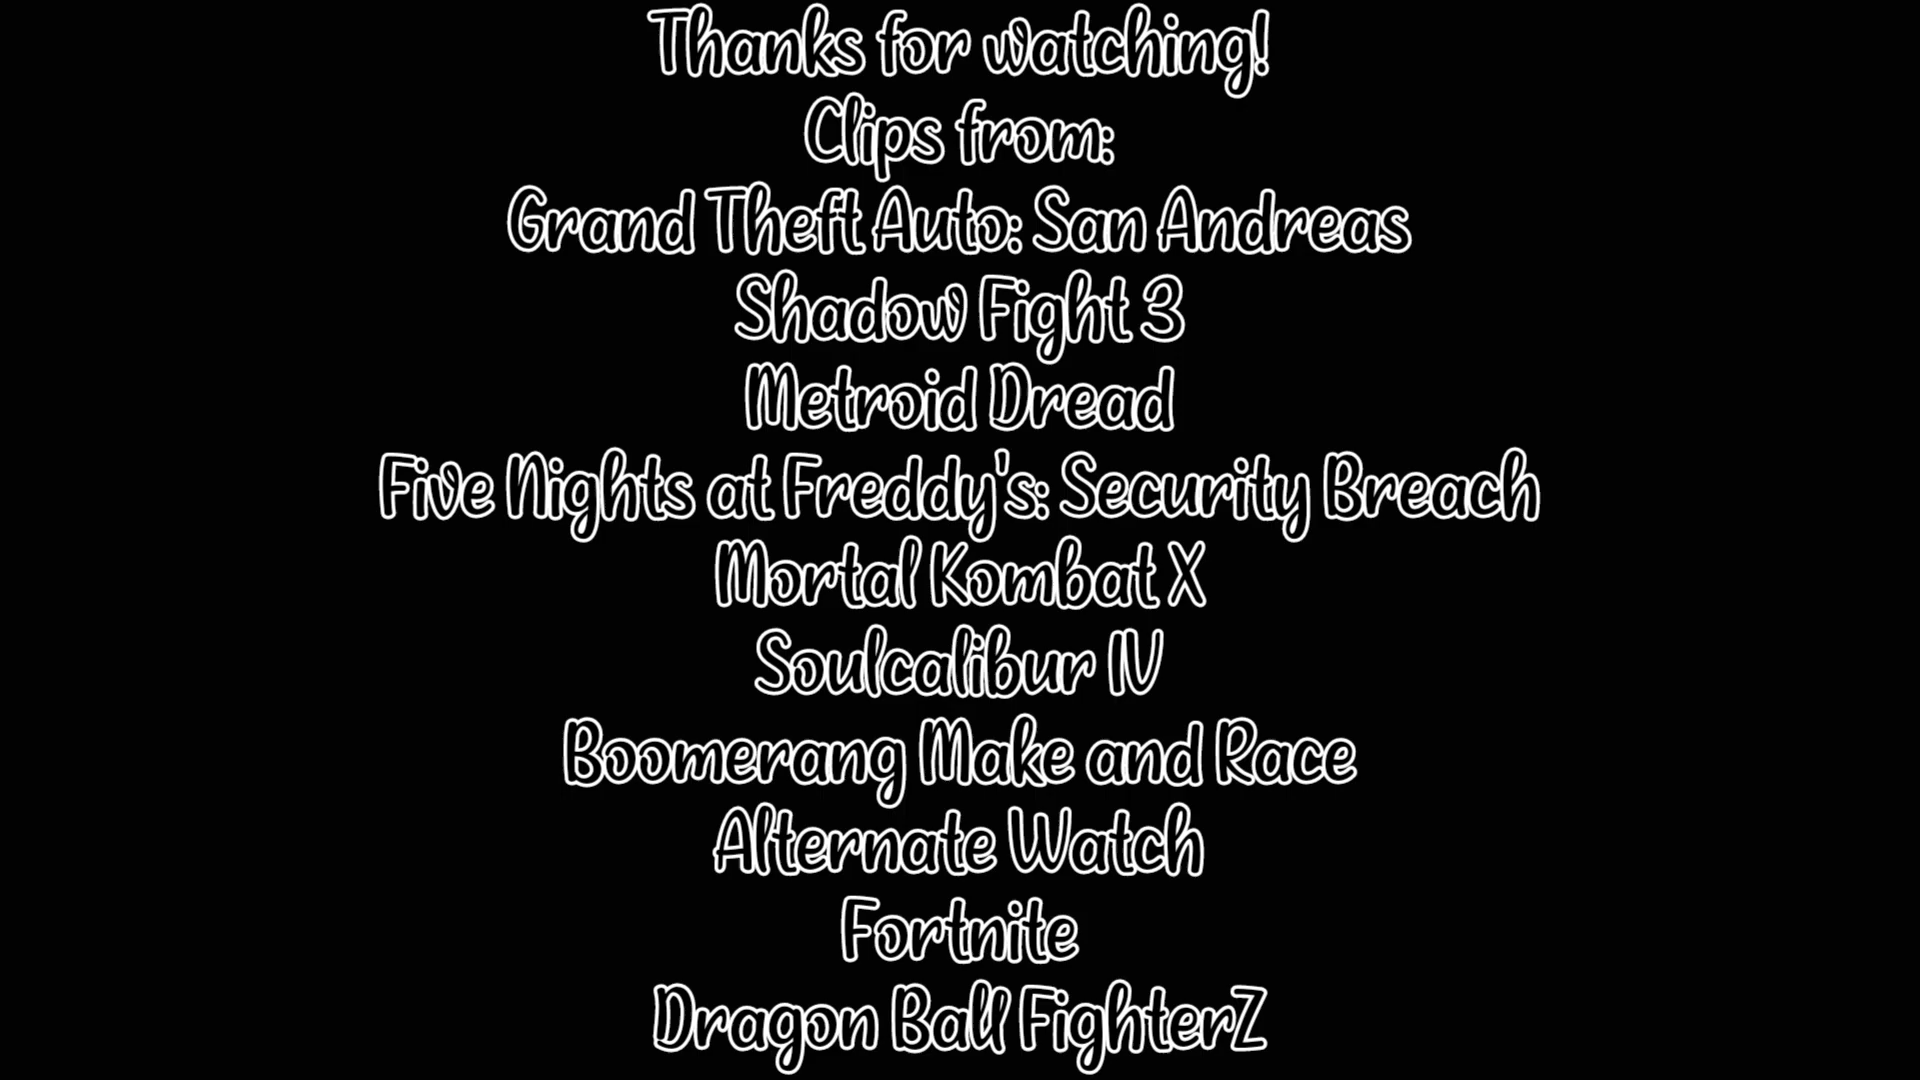 Thanks for watching!
Clips from:
Grand Theft Auto: San Andreas
Shadow Fight 3
Metroid Dread
Five Nights at Freddy's: Security Breach
Mortal Kombat X
Soulcalibur IV
Boomerang Make and Race
Alternate Watch
Fortnite
Dragon Ball FighterZ